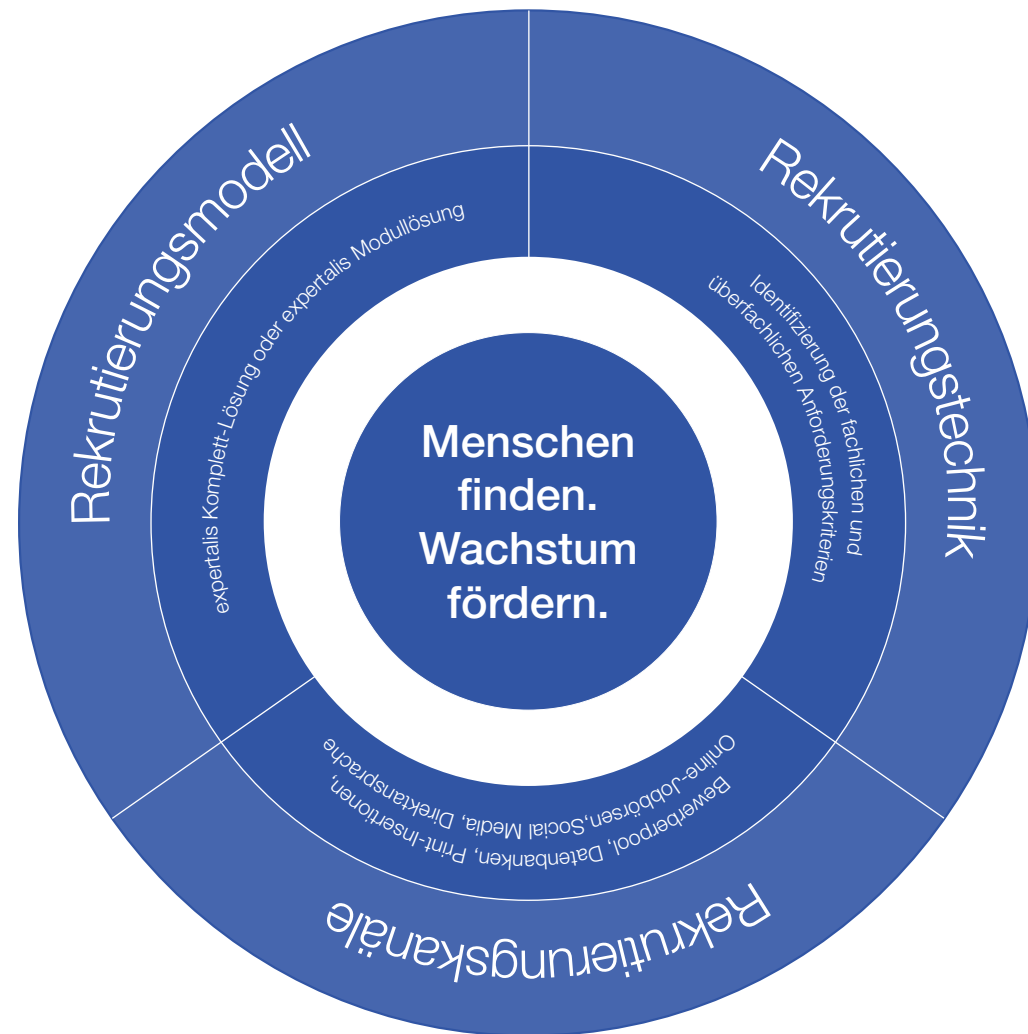 Rekrutierungsmodell
expertalis Komplett-Lösung oder expertalis Modullösung
Rekrutierungstechnik
Identifizierung der fachlichen und
überfachlichen Anforderungskriterien
Menschen
finden.
Wachstum
fördern.
Rekrutierungskanäle
Bewerberpool, Datenbanken, Print-Insertionen,
Online-Jobbörsen,Social Media, Direktansprache